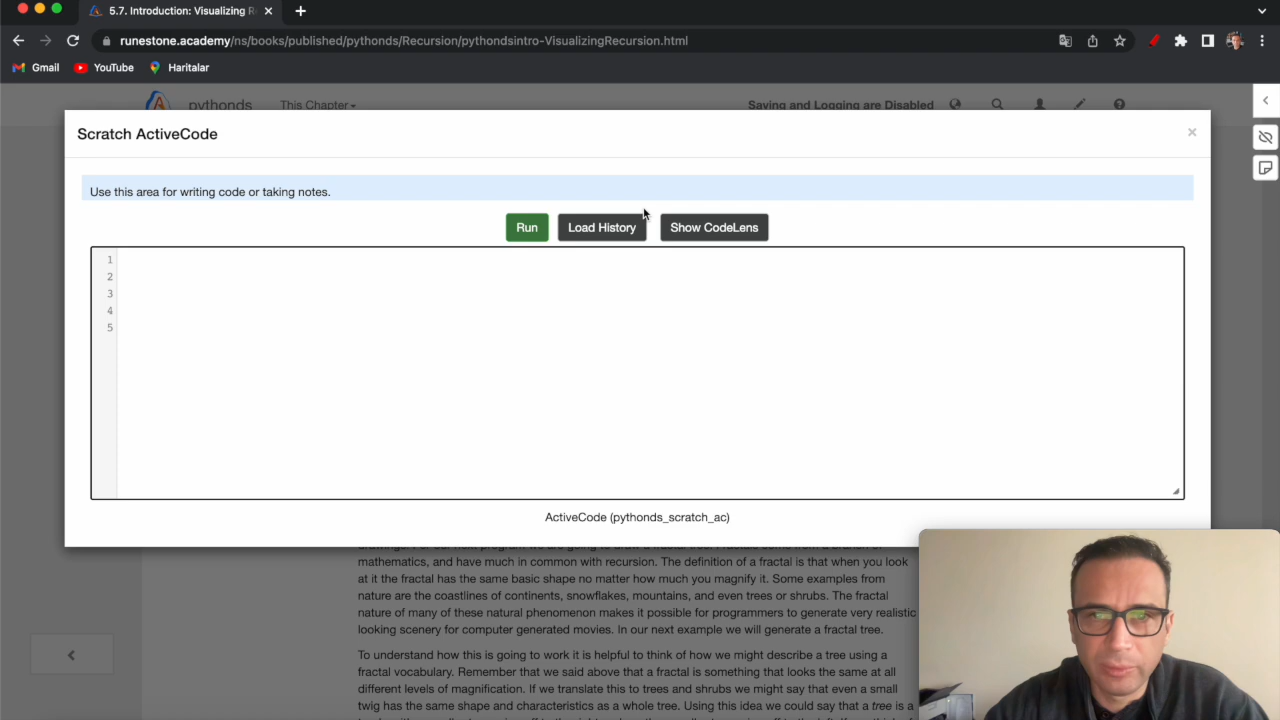 5.7. Introduction: Visualizing R
runestone.academy/ns/books/published/pythonds/Recursion/pythondsintro-VisualizingRecursion.html
Gmail YouTube Haritalar
pythonds This Chapter Saving and Logging are Disabled
Scratch ActiveCode
Use this area for writing code or taking notes.
Run Load History Show CodeLens
1
2
3
4
5
ActiveCode (pythonds_scratch_ac)
mathematics, and have much in common with recursion. The definition of a fractal is that when you look
at it the fractal has the same basic shape no matter how much you magnify it. Some examples from
nature are the coastlines of continents, snowflakes, mountains, and even trees or shrubs. The fractal
nature of many of these natural phenomenon makes it possible for programmers to generate very realistic
looking scenery for computer generated movies. In our next example we will generate a fractal tree.
To understand how this is going to work it is helpful to think of how we might describe a tree using a
fractal vocabulary. Remember that we said above that a fractal is something that looks the same at all
different levels of magnification. If we translate this to trees and shrubs we might say that even a small
twig has the same shape and characteristics as a whole tree. Using this idea we could say that a tree is a